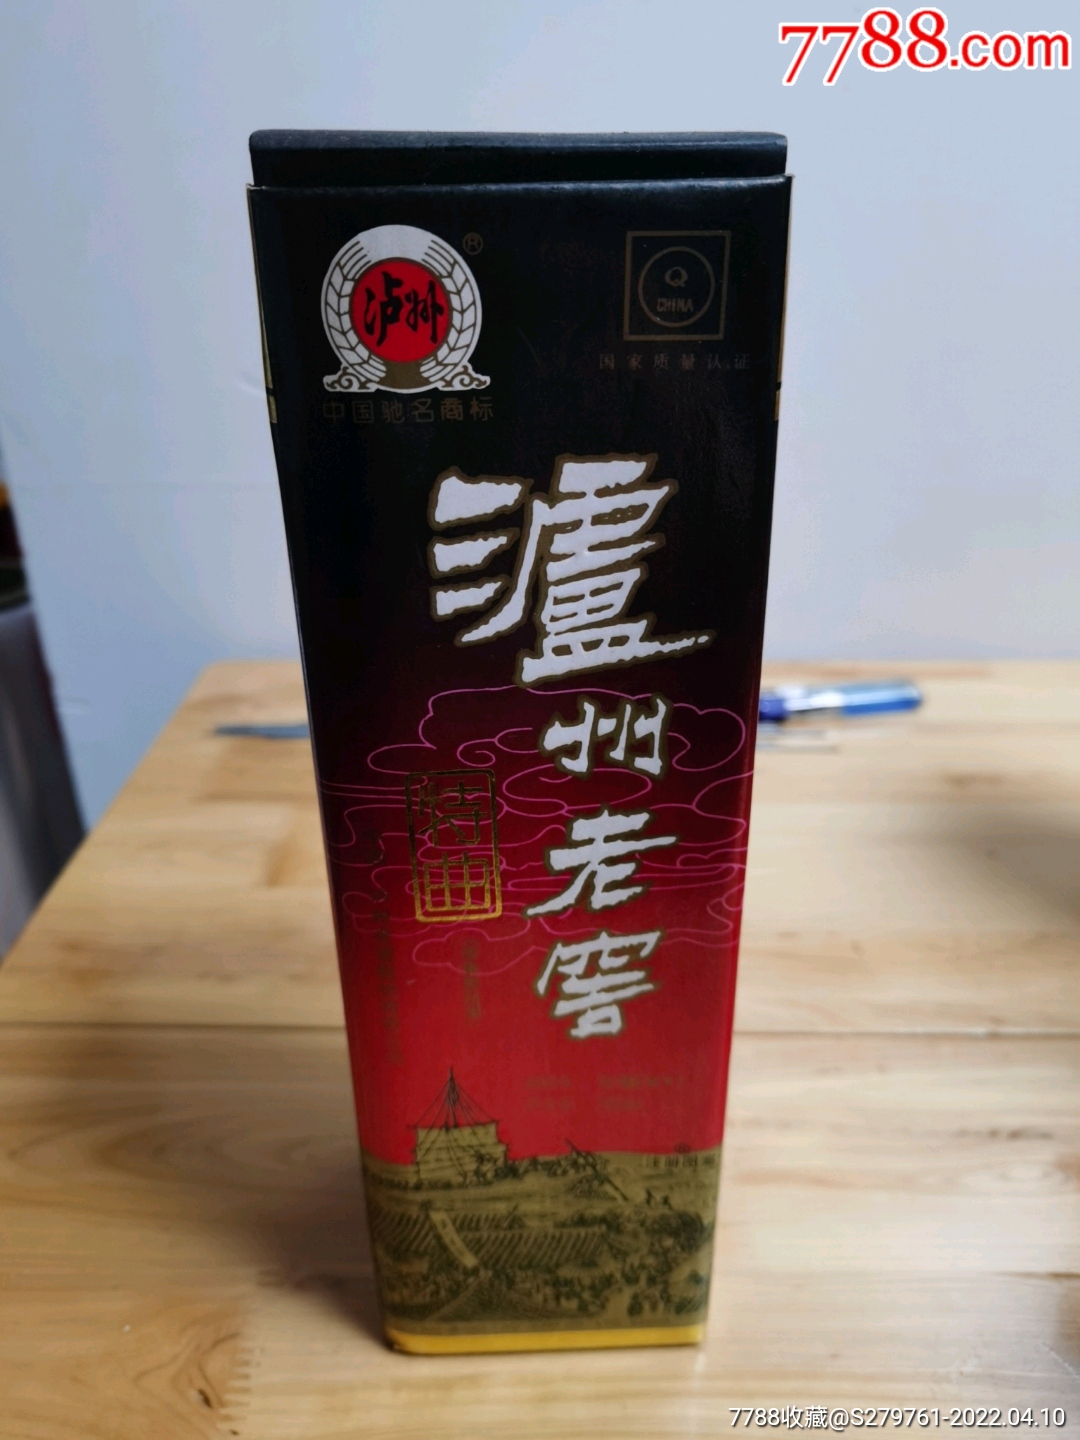 7788.com
泸州
®
中国驰名商标
Q
CHINA
国家质量认证
瀘州老窖
特曲
7788收藏@S279761-2022.04.10